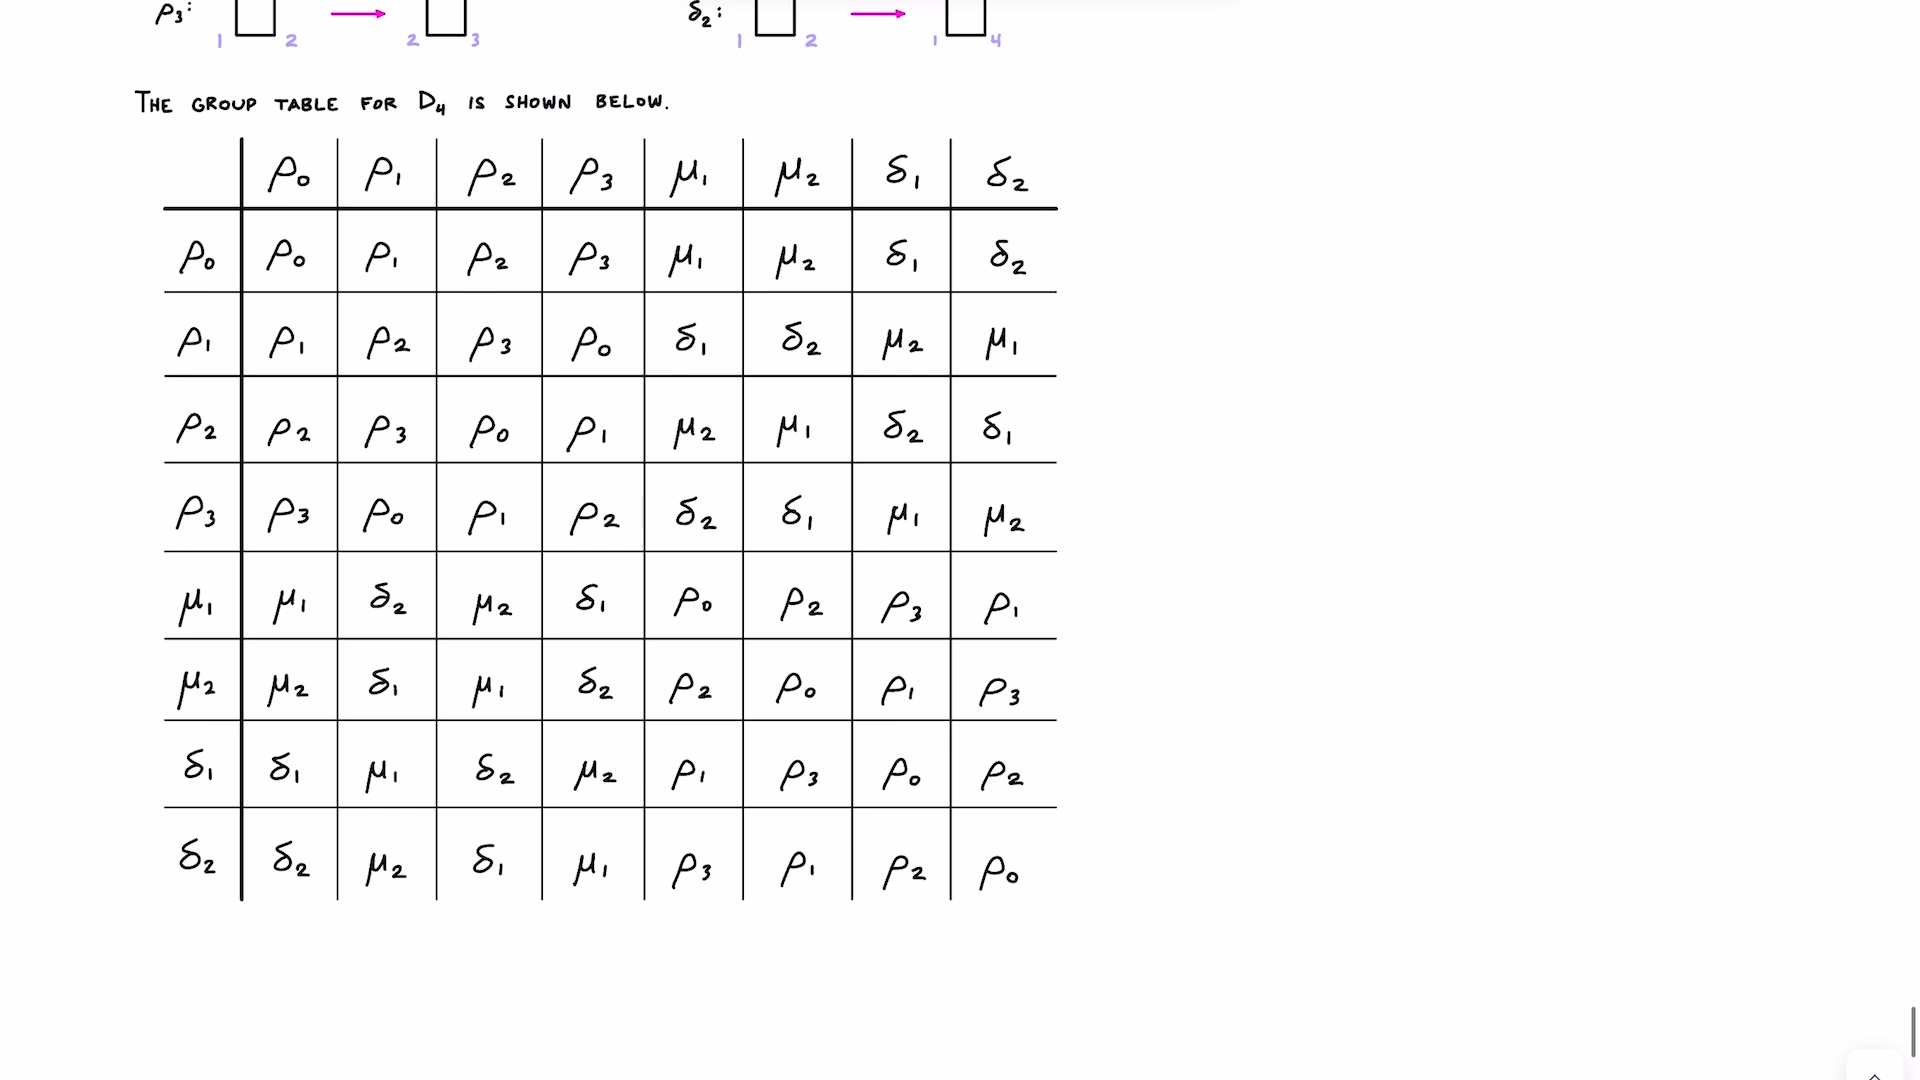 ρ₃: 1 2 → 2 3 δ₂: 1 2 → 1 4
THE GROUP TABLE FOR D₄ IS SHOWN BELOW.
ρ₀ ρ₁ ρ₂ ρ₃ μ₁ μ₂ δ₁ δ₂
ρ₀ ρ₀ ρ₁ ρ₂ ρ₃ μ₁ μ₂ δ₁ δ₂
ρ₁ ρ₁ ρ₂ ρ₃ ρ₀ δ₁ δ₂ μ₂ μ₁
ρ₂ ρ₂ ρ₃ ρ₀ ρ₁ μ₂ μ₁ δ₂ δ₁
ρ₃ ρ₃ ρ₀ ρ₁ ρ₂ δ₂ δ₁ μ₁ μ₂
μ₁ μ₁ δ₂ μ₂ δ₁ ρ₀ ρ₂ ρ₃ ρ₁
μ₂ μ₂ δ₁ μ₁ δ₂ ρ₂ ρ₀ ρ₁ ρ₃
δ₁ δ₁ μ₁ δ₂ μ₂ ρ₁ ρ₃ ρ₀ ρ₂
δ₂ δ₂ μ₂ δ₁ μ₁ ρ₃ ρ₁ ρ₂ ρ₀